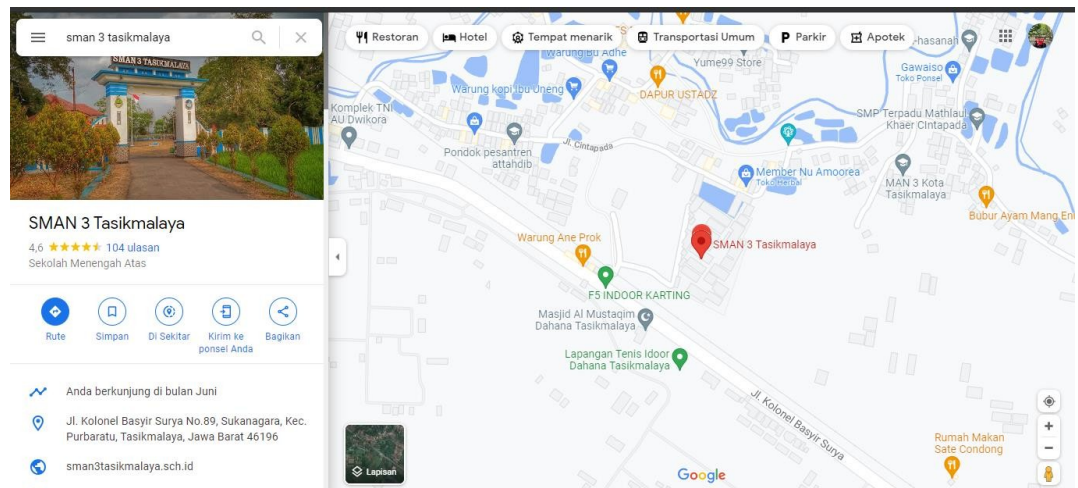 sman 3 tasikmalaya
SMAN 3 TASIKMALAYA
SMAN 3 Tasikmalaya
4,6 104 ulasan
Sekolah Menengah Atas
Rute
Simpan
Di Sekitar
Kirim ke
ponsel Anda
Bagikan
Anda berkunjung di bulan Juni
Jl. Kolonel Basyir Surya No.89, Sukanagara, Kec.
Purbaratu, Tasikmalaya, Jawa Barat 46196
sman3tasikmalaya.sch.id
Restoran
Hotel
Tempat menarik
Transportasi Umum
P Parkir
Apotek
-hasanah
Warung Bu Adhe
Yume99 Store
Gawaiso
Toko Ponsel
Warung kopi Ibu Uneng
DAPUR USTADZ
Komplek TNI
AU Dwikora
SMP Terpadu Mathlaul
Khaer Cintapada
Jl. Cintapada
Pondok pesantren
attahdib
Member Nu Amoorea
Toko Herbal
MAN 3 Kota
Tasikmalaya
Bubur Ayam Mang En
Warung Ane Prok
SMAN 3 Tasikmalaya
F5 INDOOR KARTING
Masjid Al Mustaqim
Dahana Tasikmalaya
Lapangan Tenis Idoor
Dahana Tasikmalaya
Jl. Kolonel Basyir Surya
Rumah Makan
Sate Condong
Lapisan
Google